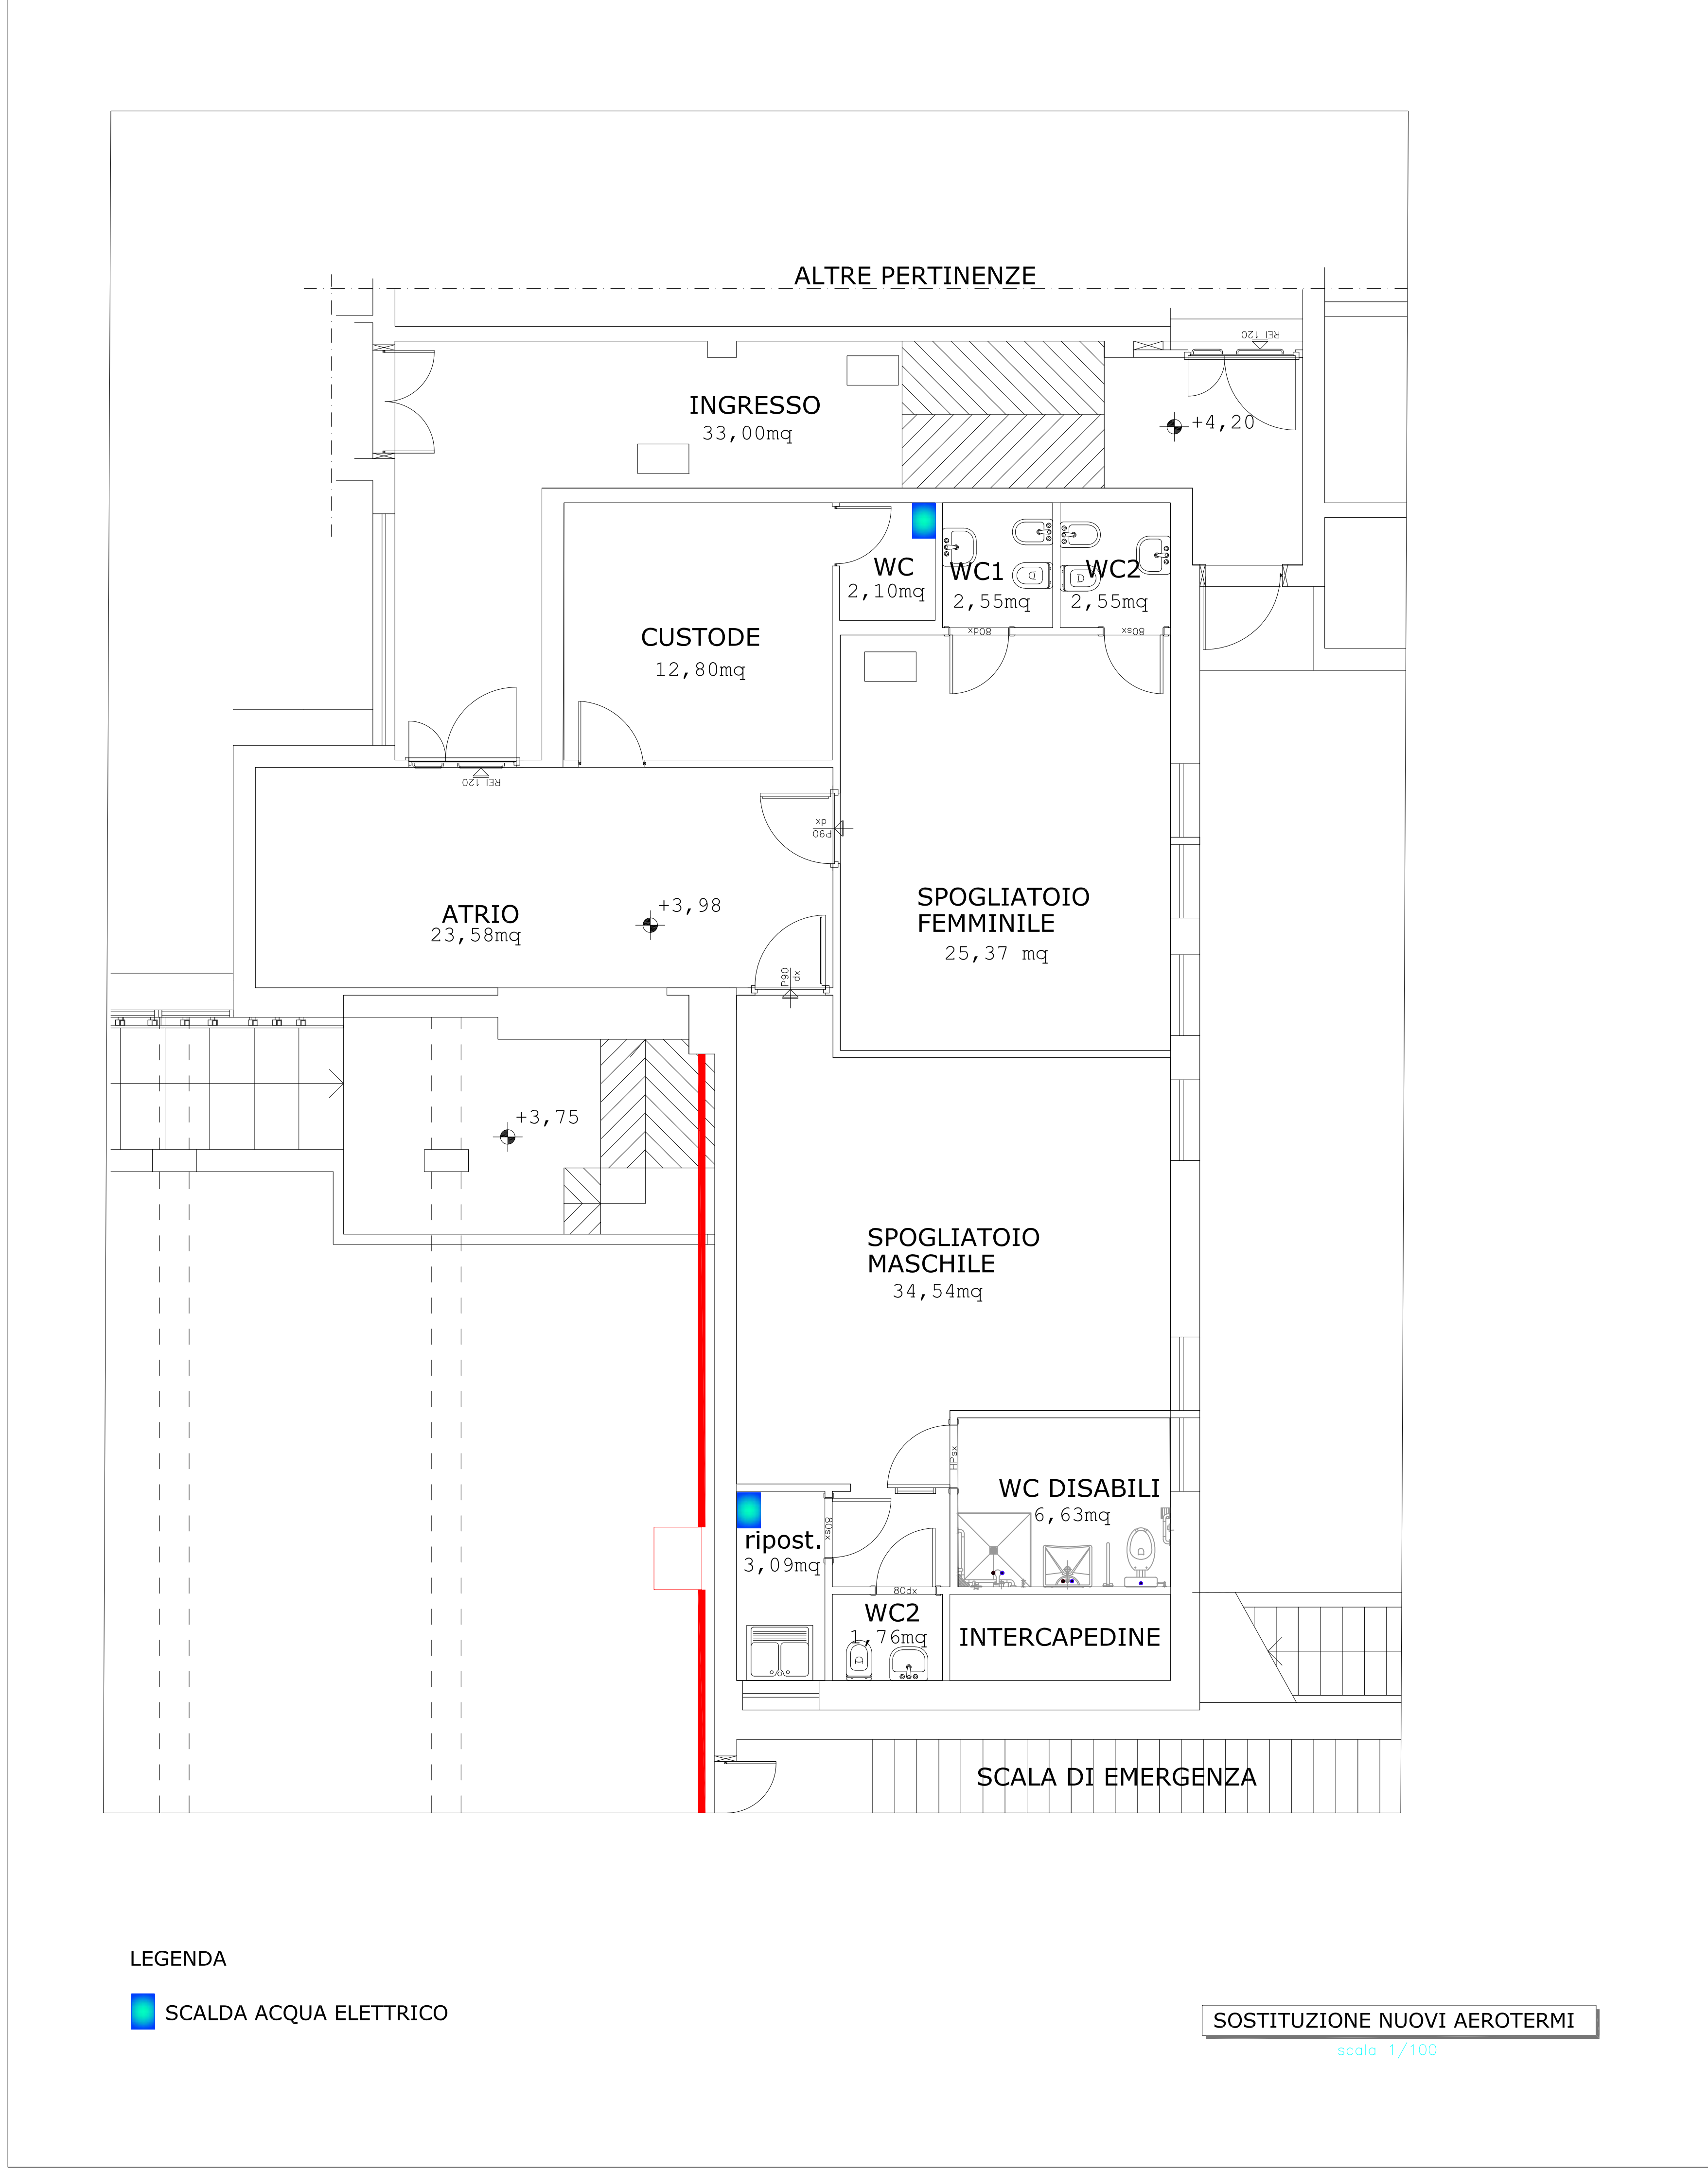 ALTRE PERTINENZE
REI 120
INGRESSO
33,00mq
+4,20
WC
2,10mq
WC1
2,55mq
WC2
2,55mq
80dx
80sx
CUSTODE
12,80mq
REI 120
P90
dx
SPOGLIATOIO
FEMMINILE
25,37 mq
ATRIO
23,58mq
+3,98
P90
dx
+3,75
SPOGLIATOIO
MASCHILE
34,54mq
HPsx
WC DISABILI
6,63mq
ripost.
3,09mq
80sx
80dx
WC2
1,76mq
INTERCAPEDINE
SCALA DI EMERGENZA
LEGENDA
SCALDA ACQUA ELETTRICO
SOSTITUZIONE NUOVI AEROTERMI
scala 1/100